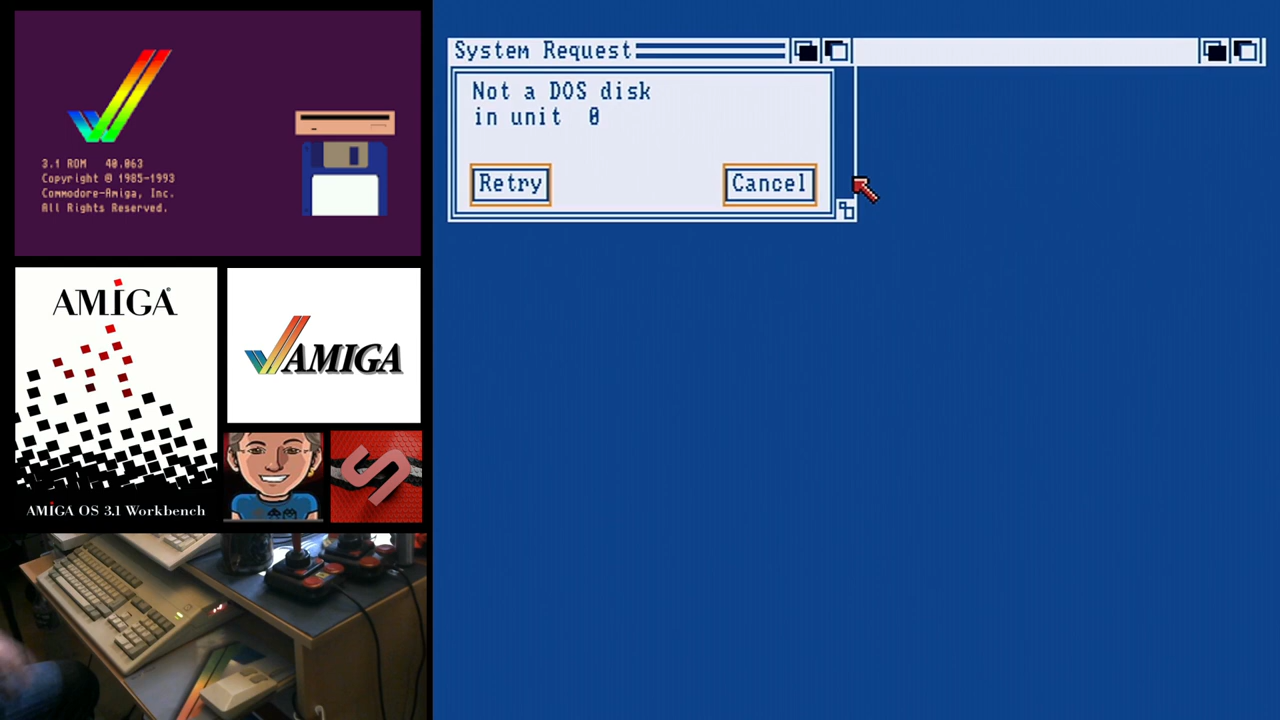 3.1 ROM 40.063
Copyright © 1985-1993
Commodore-Amiga, Inc.
All Rights Reserved.
AMIGA®
AMIGA OS 3.1 Workbench
AMIGA
S
System Request
Not a DOS disk
in unit 0
Retry
Cancel